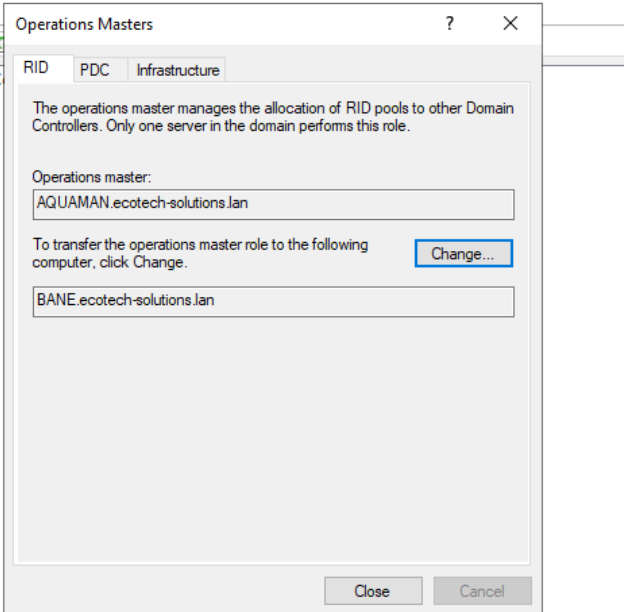 Operations Masters
?
RID
PDC
Infrastructure
The operations master manages the allocation of RID pools to other Domain
Controllers. Only one server in the domain performs this role.
Operations master:
AQUAMAN.ecotech-solutions.lan
To transfer the operations master role to the following
computer, click Change.
Change...
BANE.ecotech-solutions.lan
Close
Cancel